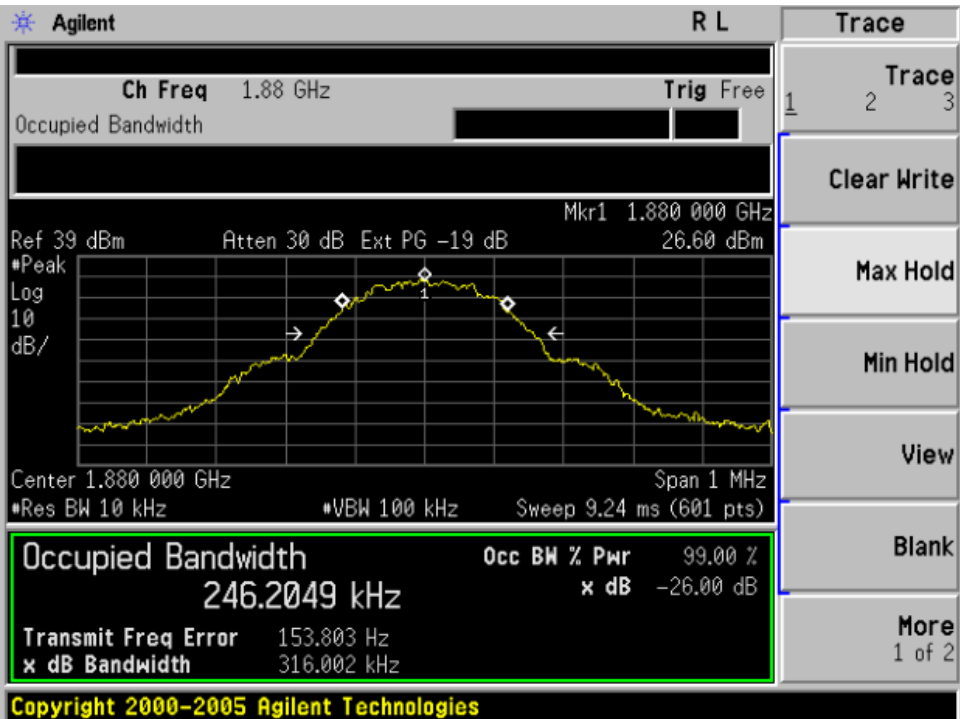 Agilent R L Trace
Ch Freq 1.88 GHz Trig Free
Occupied Bandwidth
Trace
1 2 3
Clear Write
Max Hold
Min Hold
View
Blank
More
1 of 2
Mkr1 1.880 000 GHz
Ref 39 dBm Atten 30 dB Ext PG -19 dB 26.60 dBm
#Peak
Log
10
dB/
1
Center 1.880 000 GHz Span 1 MHz
#Res BW 10 kHz #VBW 100 kHz Sweep 9.24 ms (601 pts)
Occupied Bandwidth Occ BW % Pwr 99.00 %
246.2049 kHz x dB -26.00 dB
Transmit Freq Error 153.803 Hz
x dB Bandwidth 316.002 kHz
Copyright 2000-2005 Agilent Technologies